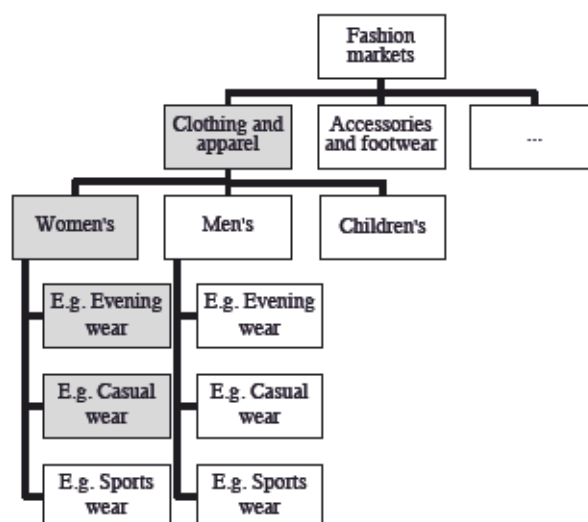 Fashion
markets
Clothing and
apparel
Accessories
and footwear
...
Women's
Men's
Children's
E.g. Evening
wear
E.g. Evening
wear
E.g. Casual
wear
E.g. Casual
wear
E.g. Sports
wear
E.g. Sports
wear